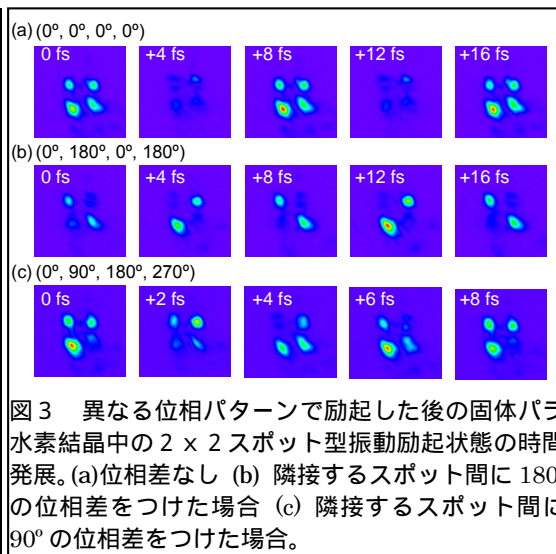 (a) (0º, 0º, 0º, 0º)
0 fs +4 fs +8 fs +12 fs +16 fs
(b) (0º, 180º, 0º, 180º)
0 fs +4 fs +8 fs +12 fs +16 fs
(c) (0º, 90º, 180º, 270º)
0 fs +2 fs +4 fs +6 fs +8 fs
図３　異なる位相パターンで励起した後の固体パラ
水素結晶中の２ｘ２スポット型振動励起状態の時間
発展。(a)位相差なし (b) 隣接するスポット間に 180
の位相差をつけた場合 (c) 隣接するスポット間に
90º の位相差をつけた場合。